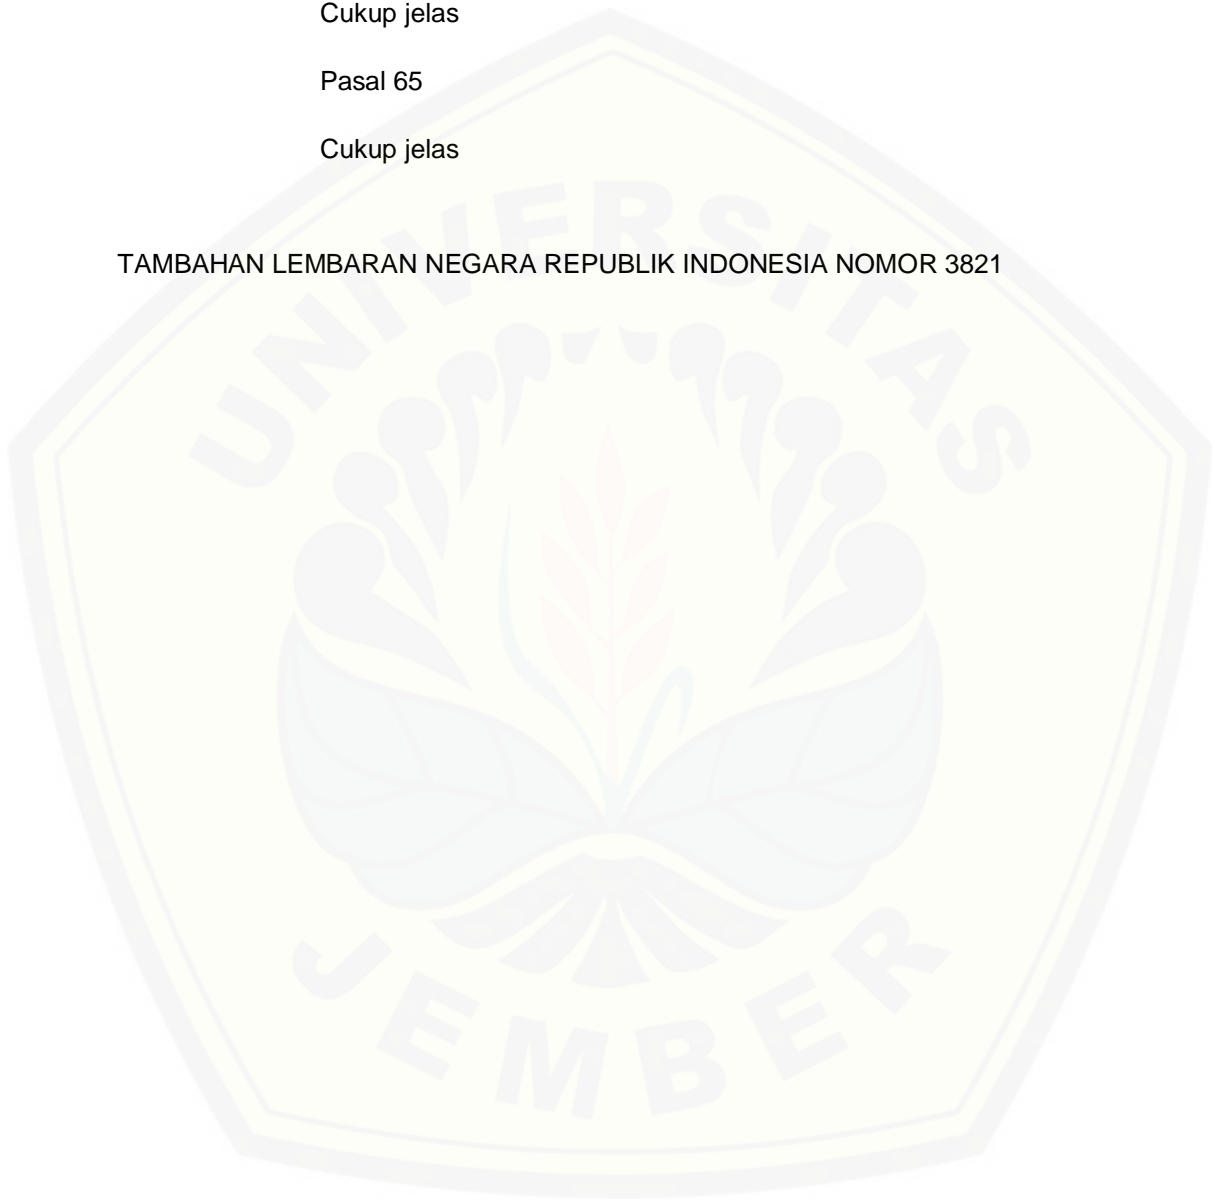 Cukup jelas
Pasal 65
Cukup jelas
TAMBAHAN LEMBARAN NEGARA REPUBLIK INDONESIA NOMOR 3821
UNIVERSITAS
JEMBER